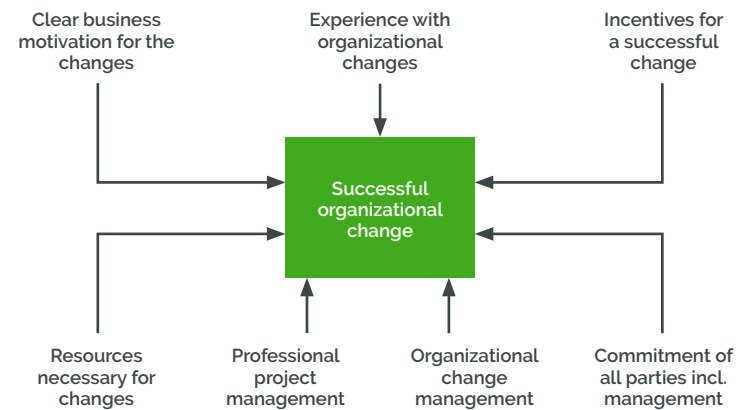 Clear business
motivation for the
changes
Experience with
organizational
changes
Incentives for
a successful
change
Successful
organizational
change
Resources
necessary for
changes
Professional
project
management
Organizational
change
management
Commitment of
all parties incl.
management